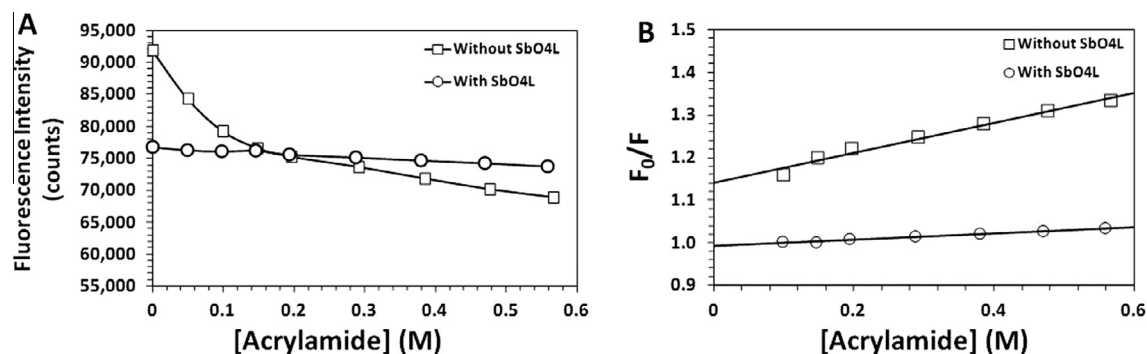 A
95,000
90,000
85,000
80,000
75,000
70,000
65,000
60,000
55,000
Fluorescence Intensity
(counts)
Without SbO4L
With SbO4L
0 0.1 0.2 0.3 0.4 0.5 0.6
[Acrylamide] (M)
B
1.5
1.4
1.3
1.2
1.1
1.0
0.9
F₀/F
Without SbO4L
With SbO4L
0 0.2 0.4 0.6
[Acrylamide] (M)